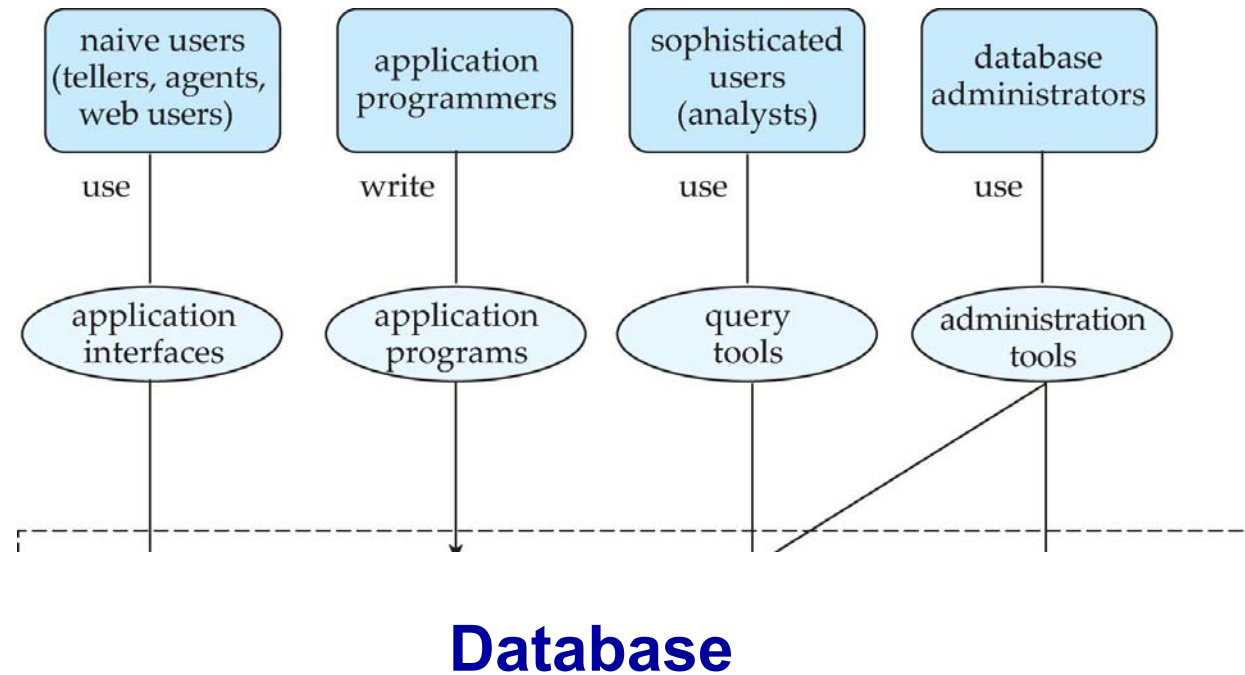 naive users
(tellers, agents,
web users)
application
programmers
sophisticated
users
(analysts)
database
administrators
use
write
use
use
application
interfaces
application
programs
query
tools
administration
tools
Database